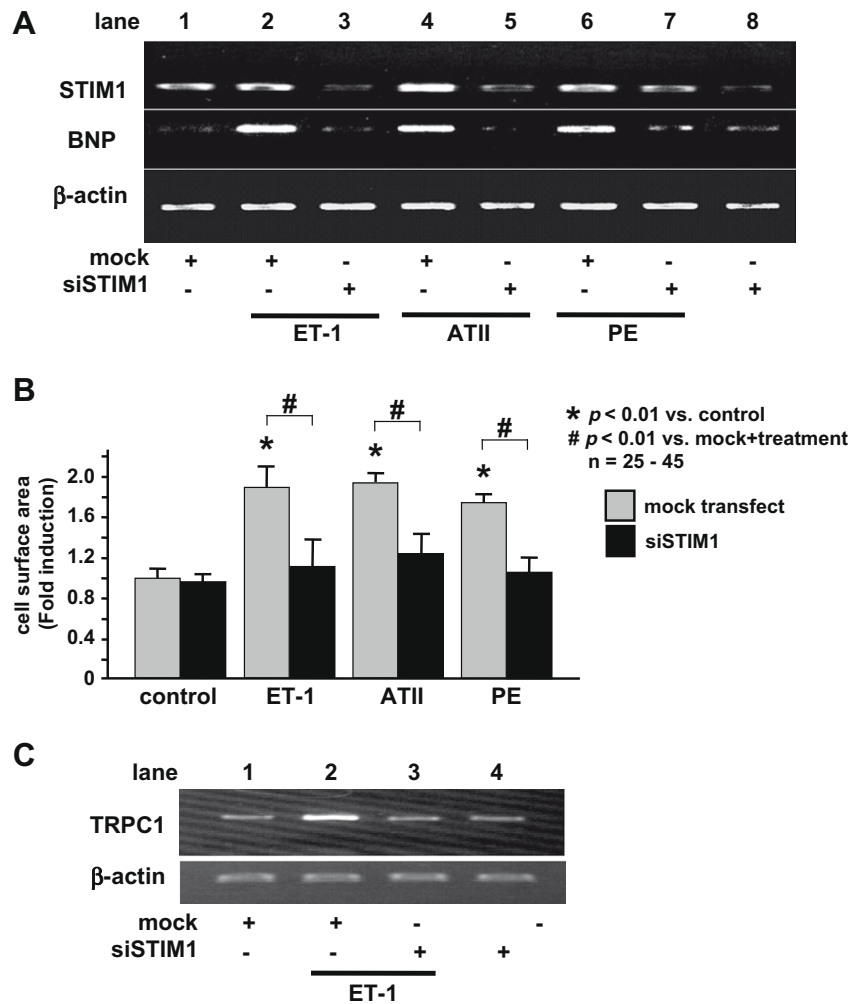 A
lane 1 2 3 4 5 6 7 8
STIM1
BNP
β-actin
mock + + - + - + - -
siSTIM1 - - + - + - + +
ET-1 ATII PE
B
# # #
* * *
* p < 0.01 vs. control
# p < 0.01 vs. mock+treatment
n = 25 - 45
mock transfect
siSTIM1
cell surface area
(Fold induction)
2.0
1.6
1.2
0.8
0.4
0
control ET-1 ATII PE
C
lane 1 2 3 4
TRPC1
β-actin
mock + + - -
siSTIM1 - - + +
ET-1